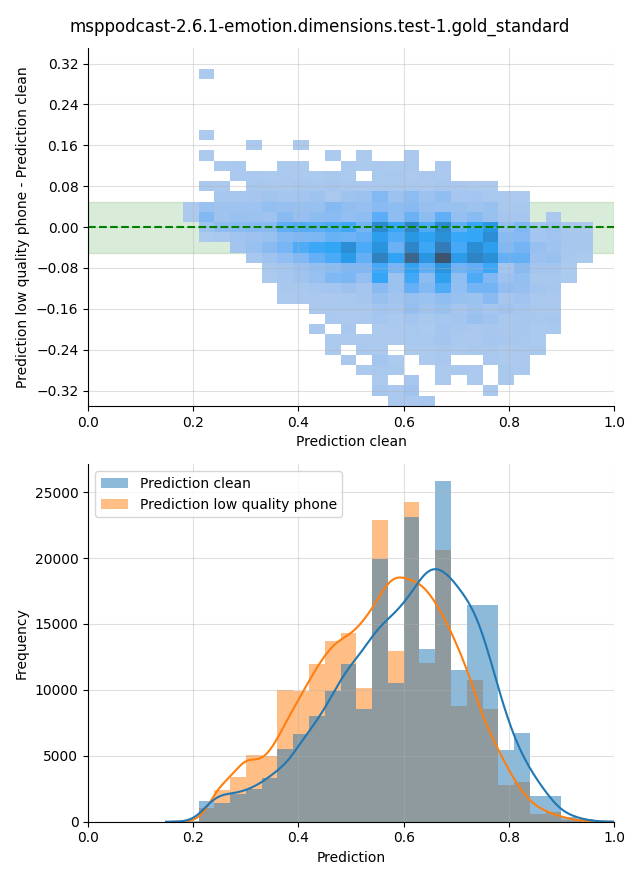 msppodcast-2.6.1-emotion.dimensions.test-1.gold_standard
Prediction low quality phone - Prediction clean
0.32
0.24
0.16
0.08
0.00
−0.08
−0.16
−0.24
−0.32
0.0 0.2 0.4 0.6 0.8 1.0
Prediction clean
Prediction clean
Prediction low quality phone
Frequency
25000
20000
15000
10000
5000
0
0.0 0.2 0.4 0.6 0.8 1.0
Prediction